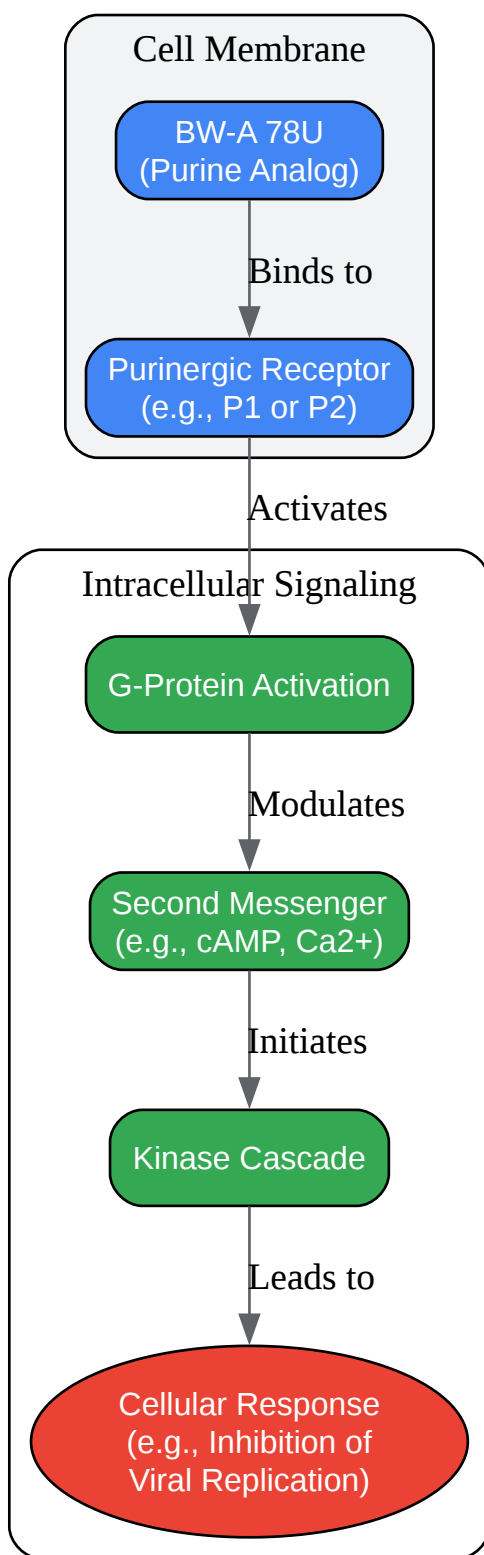 Cell Membrane
BW-A 78U
(Purine Analog)
Binds to
Purinergic Receptor
(e.g., P1 or P2)
Activates
Intracellular Signaling
G-Protein Activation
Modulates
Second Messenger
(e.g., cAMP, Ca2+)
Initiates
Kinase Cascade
Leads to
Cellular Response
(e.g., Inhibition of
Viral Replication)